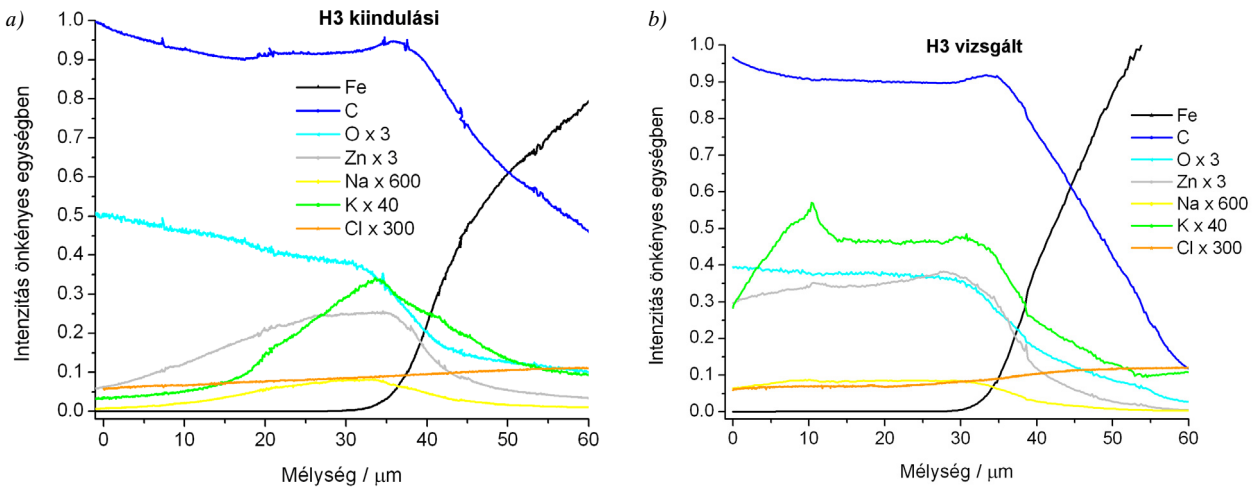 a)
H3 kiindulási
Intenzitás önkényes egységben
1.0
0.9
0.8
0.7
0.6
0.5
0.4
0.3
0.2
0.1
0.0
Fe
C
O x 3
Zn x 3
Na x 600
K x 40
Cl x 300
0 10 20 30 40 50 60
Mélység / μm
b)
H3 vizsgált
Intenzitás önkényes egységben
1.0
0.9
0.8
0.7
0.6
0.5
0.4
0.3
0.2
0.1
0.0
Fe
C
O x 3
Zn x 3
Na x 600
K x 40
Cl x 300
0 10 20 30 40 50 60
Mélység / μm